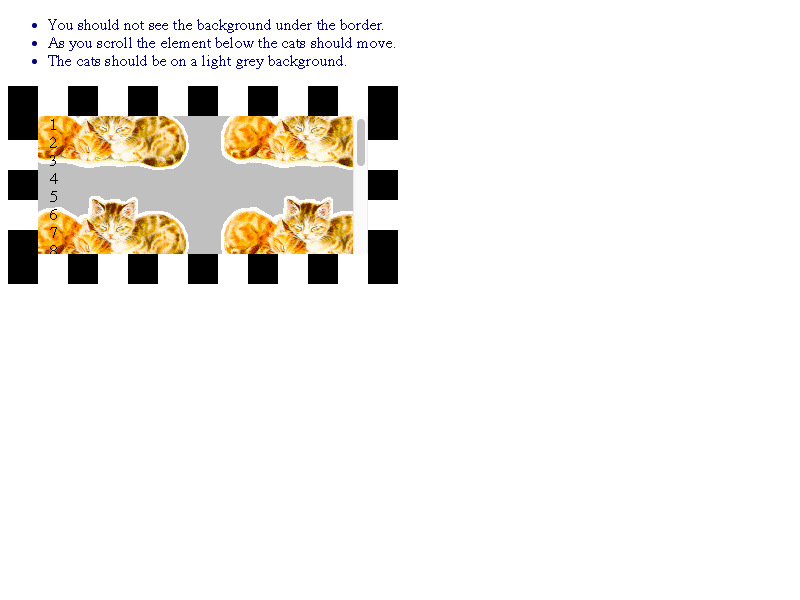 You should not see the background under the border.
As you scroll the element below the cats should move.
The cats should be on a light grey background.
1
2
3
4
5
6
7
8